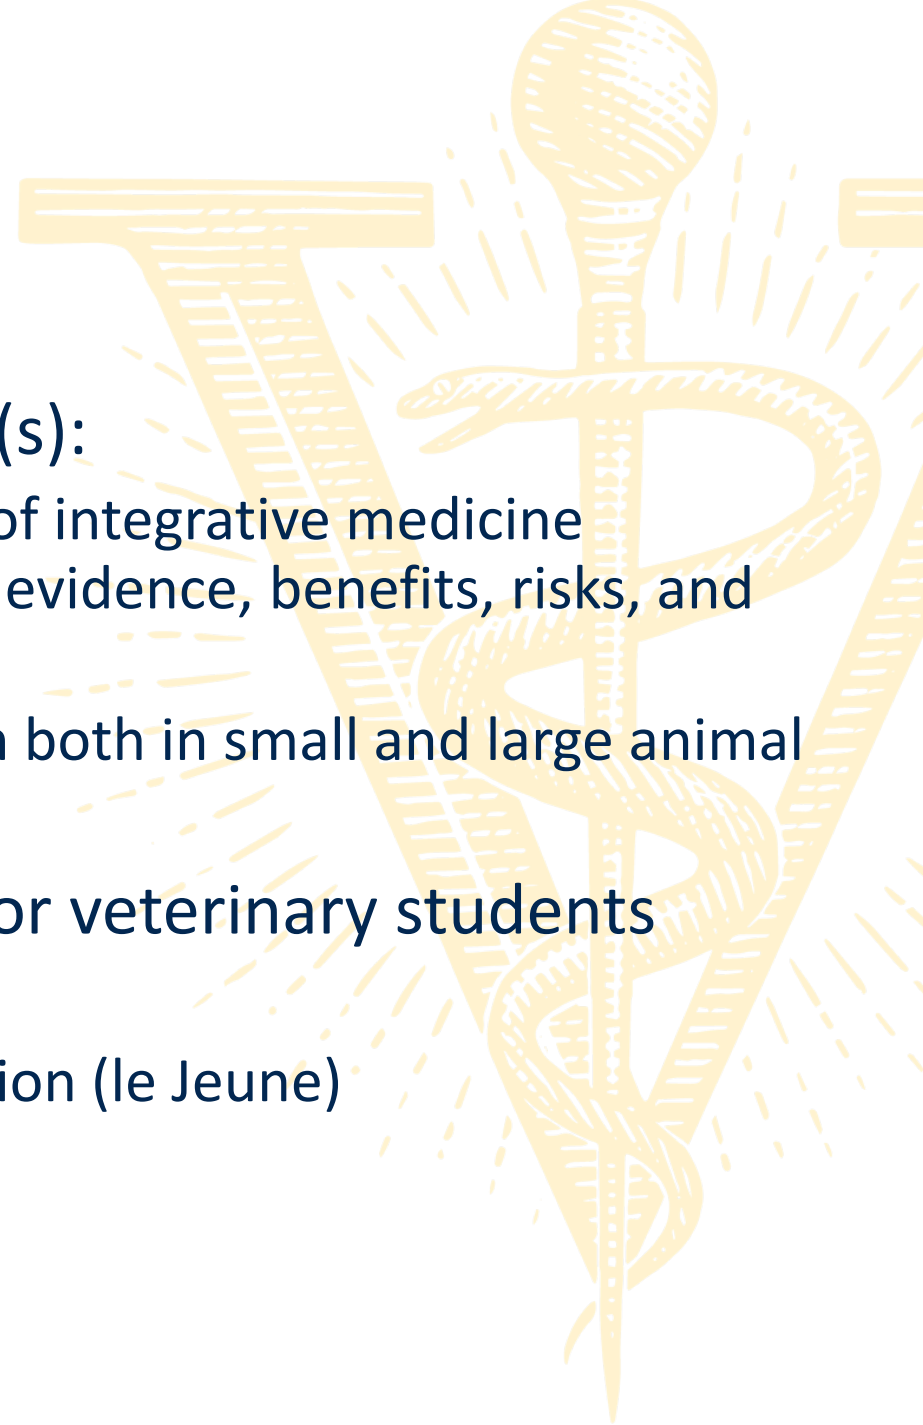 (s):
of integrative medicine
evidence, benefits, risks, and
both in small and large animal
or veterinary students
ion (le Jeune)